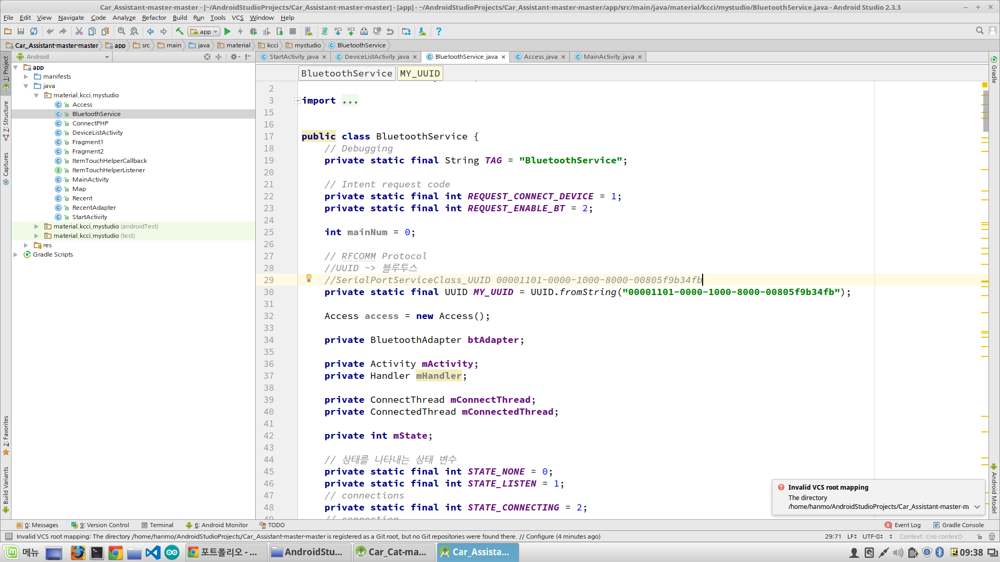 Car_Assistant-master-master - [~/AndroidStudioProjects/Car_Assistant-master-master] - [app] - ~/AndroidStudioProjects/Car_Assistant-master-master/app/src/main/java/material/kcci/mystudio/BluetoothService.java - Android Studio 2.3.3
File Edit View Navigate Code Analyze Refactor Build Run Tools VCS Window Help
app
Car_Assistant-master-master app src main java material kcci mystudio BluetoothService
Android
StartActivity.java DeviceListActivity.java BluetoothService.java Access.java MainActivity.java
BluetoothService MY_UUID
1: Project
7: Structure
Captures
2: Favorites
Build Variants
app
manifests
java
material.kcci.mystudio
Access
BluetoothService
ConnectPHP
DeviceListActivity
Fragment1
Fragment2
ItemTouchHelperCallback
ItemTouchHelperListener
MainActivity
Map
Recent
RecentAdapter
StartActivity
material.kcci.mystudio (androidTest)
material.kcci.mystudio (test)
res
Gradle Scripts
2
3 import ...
15
16
17 public class BluetoothService {
18 // Debugging
19 private static final String TAG = "BluetoothService";
20
21 // Intent request code
22 private static final int REQUEST_CONNECT_DEVICE = 1;
23 private static final int REQUEST_ENABLE_BT = 2;
24
25 int mainNum = 0;
26
27 // RFCOMM Protocol
28 //UUID -> 블루투스
29 //SerialPortServiceClass_UUID 00001101-0000-1000-8000-00805f9b34fb
30 private static final UUID MY_UUID = UUID.fromString("00001101-0000-1000-8000-00805f9b34fb");
31
32 Access access = new Access();
33
34 private BluetoothAdapter btAdapter;
35
36 private Activity mActivity;
37 private Handler mHandler;
38
39 private ConnectThread mConnectThread;
40 private ConnectedThread mConnectedThread;
41
42 private int mState;
43
44 // 상태를 나타내는 상태 변수
45 private static final int STATE_NONE = 0;
46 private static final int STATE_LISTEN = 1;
47 // connections
48 private static final int STATE_CONNECTING = 2;
49 // connection
Gradle
Android Model
Invalid VCS root mapping
The directory
/home/hanmo/AndroidStudioProjects/Car_Assistant-master-m
0: Messages 9: Version Control Terminal 6: Android Monitor TODO 3 Event Log Gradle Console
Invalid VCS root mapping: The directory /home/hanmo/AndroidStudioProjects/Car_Assistant-master-master is registered as a Git root, but no Git repositories were found there. // Configure (4 minutes ago) 29:71 LF UTF-8 Context: <no context>
메뉴 포트폴리오 - ... AndroidStu... Car_Cat-ma... Car_Assista... 09:38